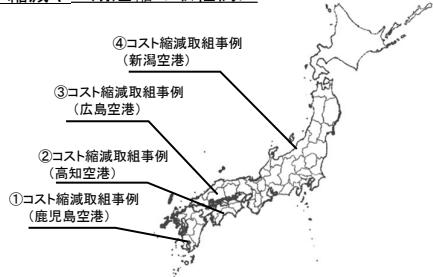 ④コスト縮減取組事例
(新潟空港)
③コスト縮減取組事例
(広島空港)
②コスト縮減取組事例
(高知空港)
①コスト縮減取組事例
(鹿児島空港)